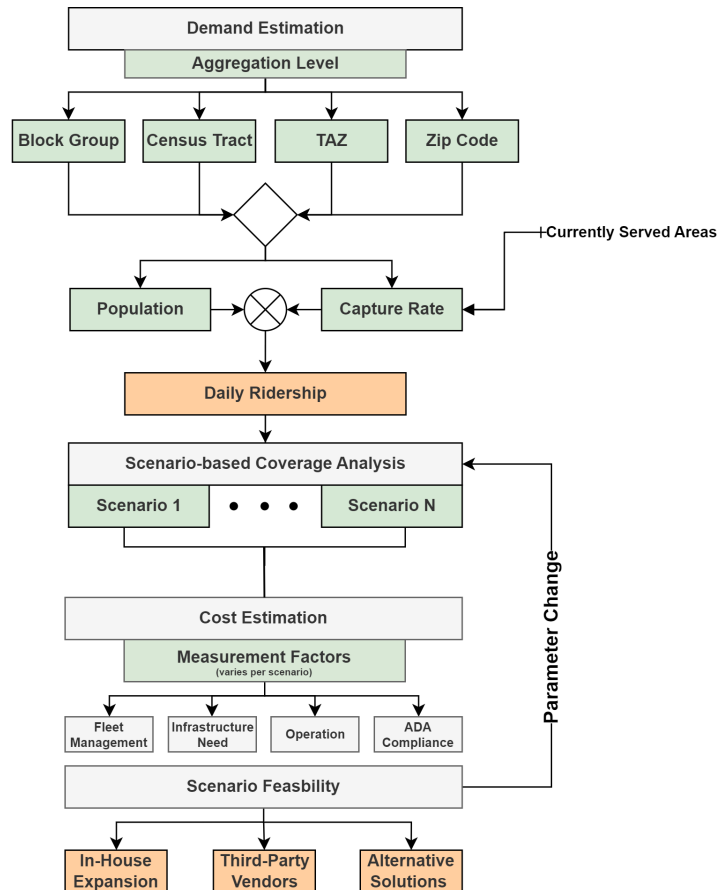 Demand Estimation
Aggregation Level
Block Group
Census Tract
TAZ
Zip Code
Currently Served Areas
Population
Capture Rate
Daily Ridership
Scenario-based Coverage Analysis
Scenario 1
Scenario N
Parameter Change
Cost Estimation
Measurement Factors
(varies per scenario)
Fleet
Management
Infrastructure
Need
Operation
ADA
Compliance
Scenario Feasbility
In-House
Expansion
Third-Party
Vendors
Alternative
Solutions